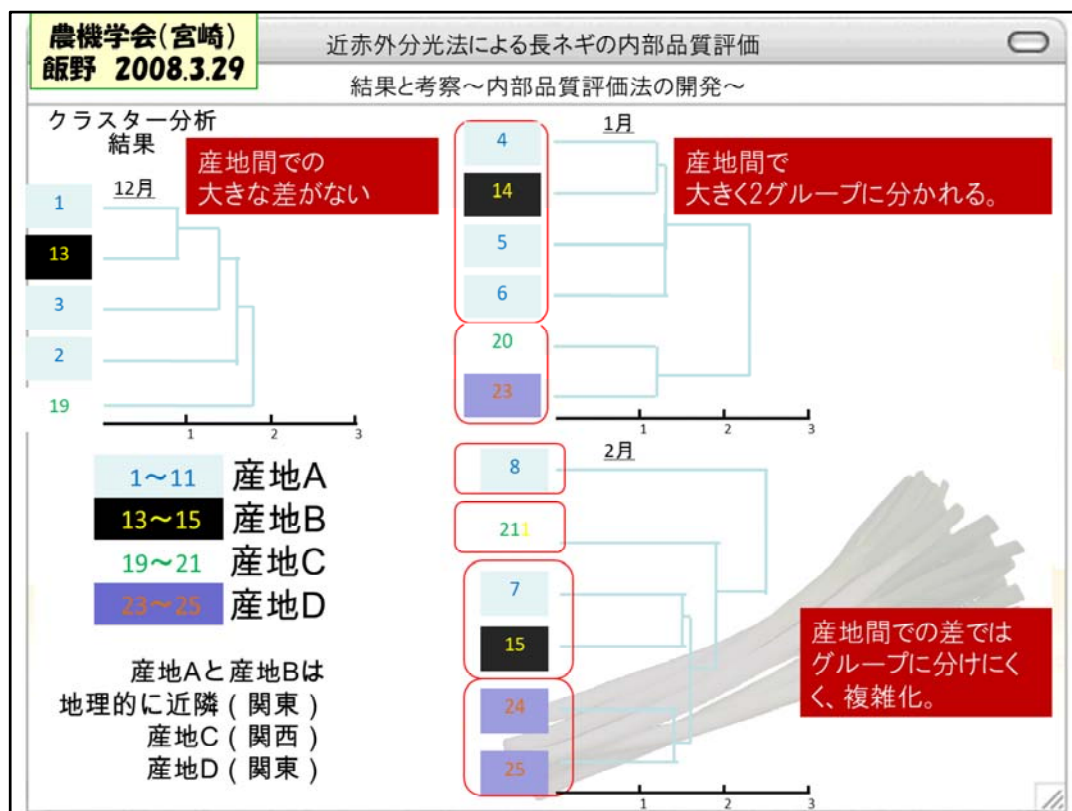 農機学会(宮崎)
飯野 2008.3.29
近赤外分光法による長ネギの内部品質評価
結果と考察～内部品質評価法の開発～
クラスター分析
結果
産地間での
大きな差がない
12月
1
13
3
2
19
1 2 3
1月
産地間で
大きく2グループに分かれる。
4
14
5
6
20
23
1 2 3
1～11 産地A
13～15 産地B
19～21 産地C
23～25 産地D
産地Aと産地Bは
地理的に近隣(関東)
産地C(関西)
産地D(関東)
2月
8
211
7
15
24
25
1 2 3
産地間での差では
グループに分けにく
く、複雑化。